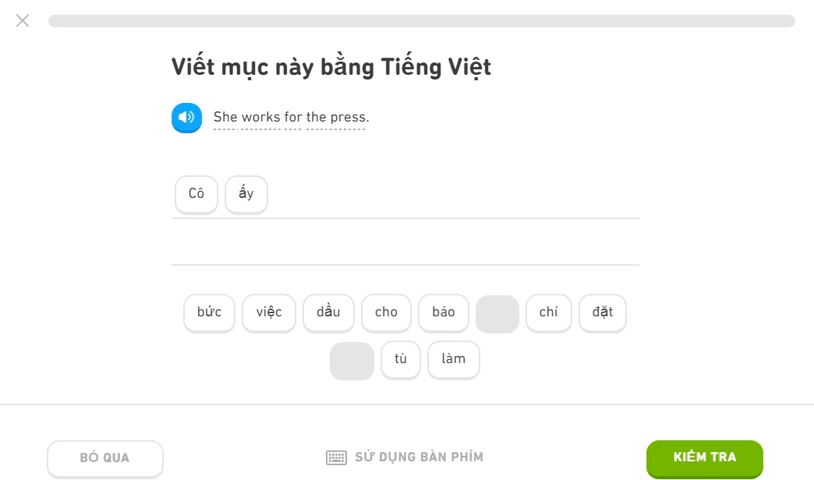 Viết mục này bằng Tiếng Việt
She works for the press.
Cô ấy
bức việc dầu cho báo chí đặt
tù làm
BỎ QUA SỬ DỤNG BÀN PHÍM KIỂM TRA